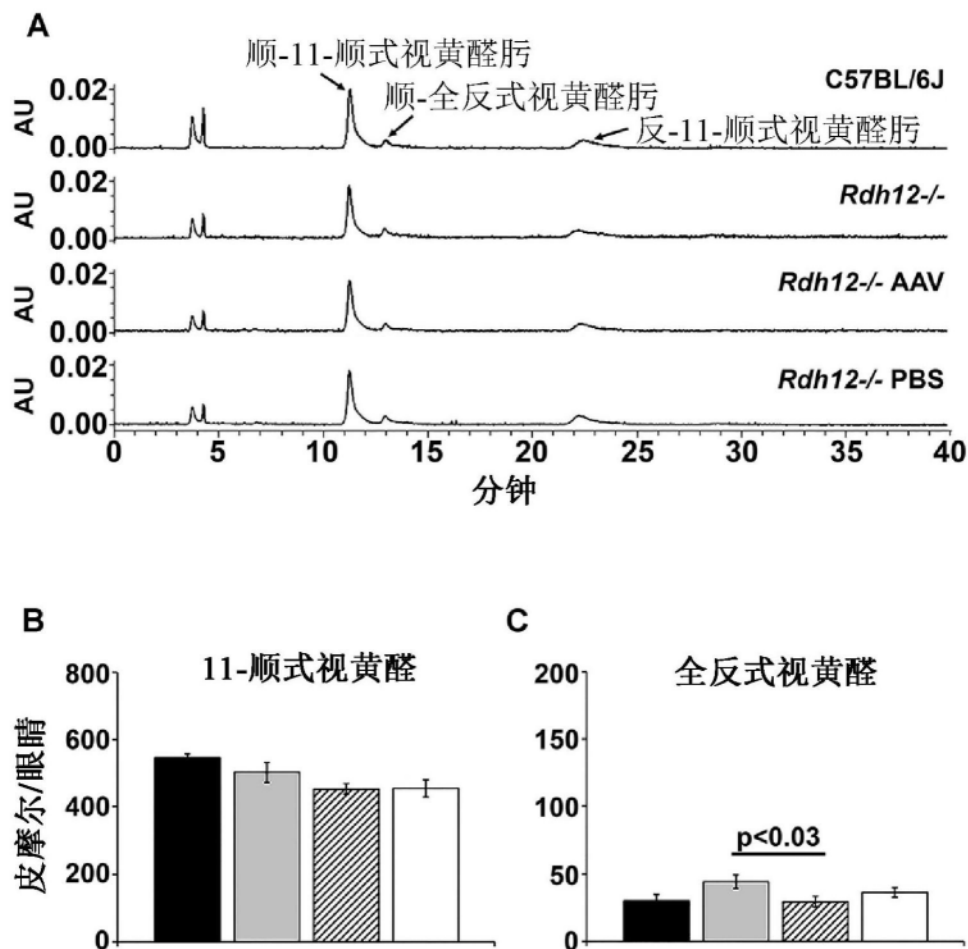 A
顺-11-顺式视黄醛肟
C57BL/6J
顺-全反式视黄醛肟
反-11-顺式视黄醛肟
AU
0.02
0.00
Rdh12-/-
AU
0.02
0.00
Rdh12-/- AAV
AU
0.02
0.00
Rdh12-/- PBS
AU
0.02
0.00
0 5 10 15 20 25 30 35 40
分钟
B
11-顺式视黄醛
皮摩尔/眼睛
800
600
400
200
0
C
全反式视黄醛
200
150
100
50
0
p<0.03